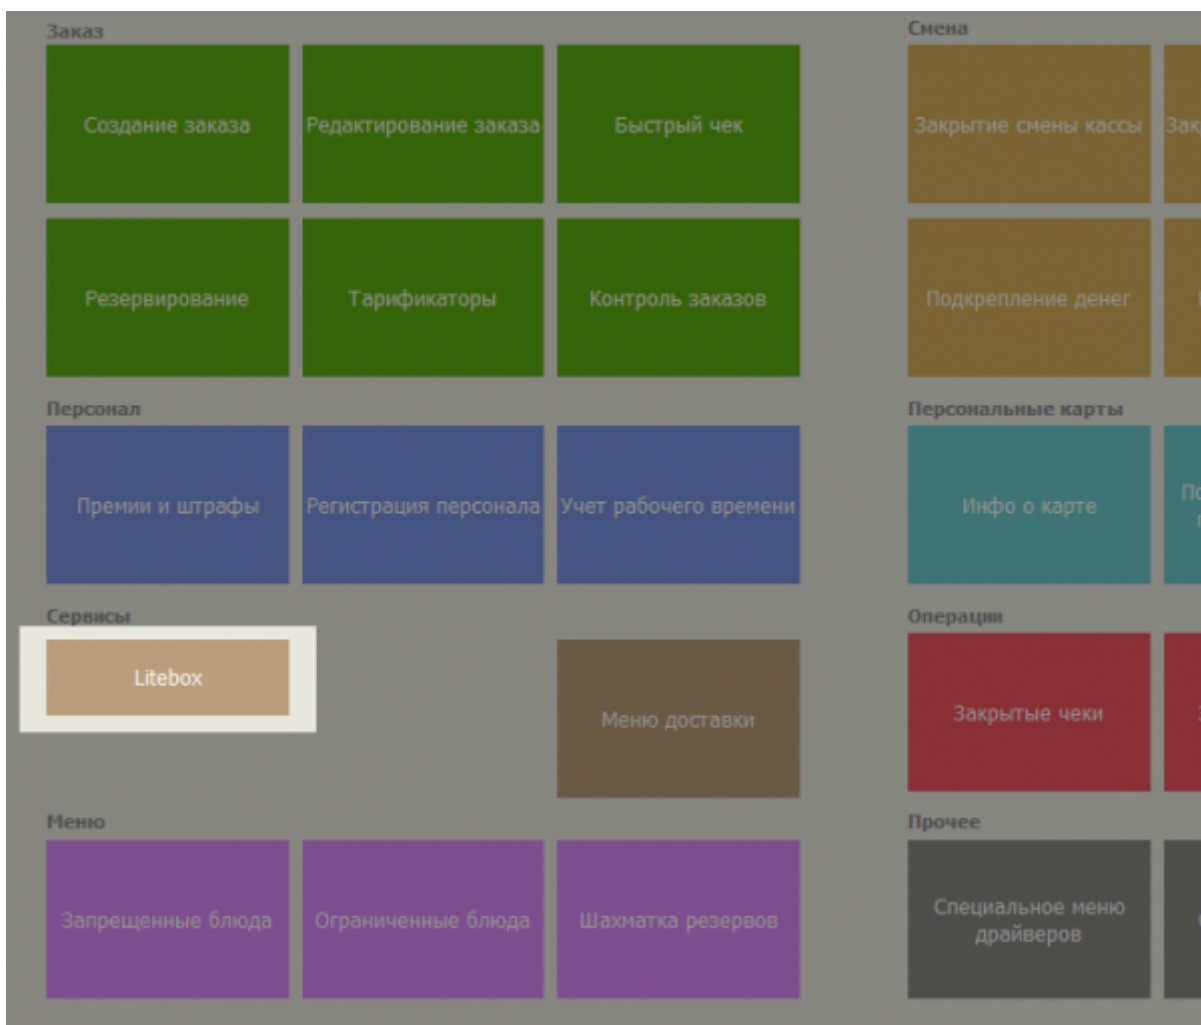 Заказ
Создание заказа
Редактирование заказа
Быстрый чек
Резервирование
Тарификаторы
Контроль заказов
Смена
Закрытие смены кассы
Подкрепление денег
Персонал
Премии и штрафы
Регистрация персонала
Учет рабочего времени
Персональные карты
Инфо о карте
Сервисы
Litebox
Меню доставки
Операции
Закрытые чеки
Меню
Запрещенные блюда
Ограниченные блюда
Шахматка резервов
Прочее
Специальное меню
драйверов